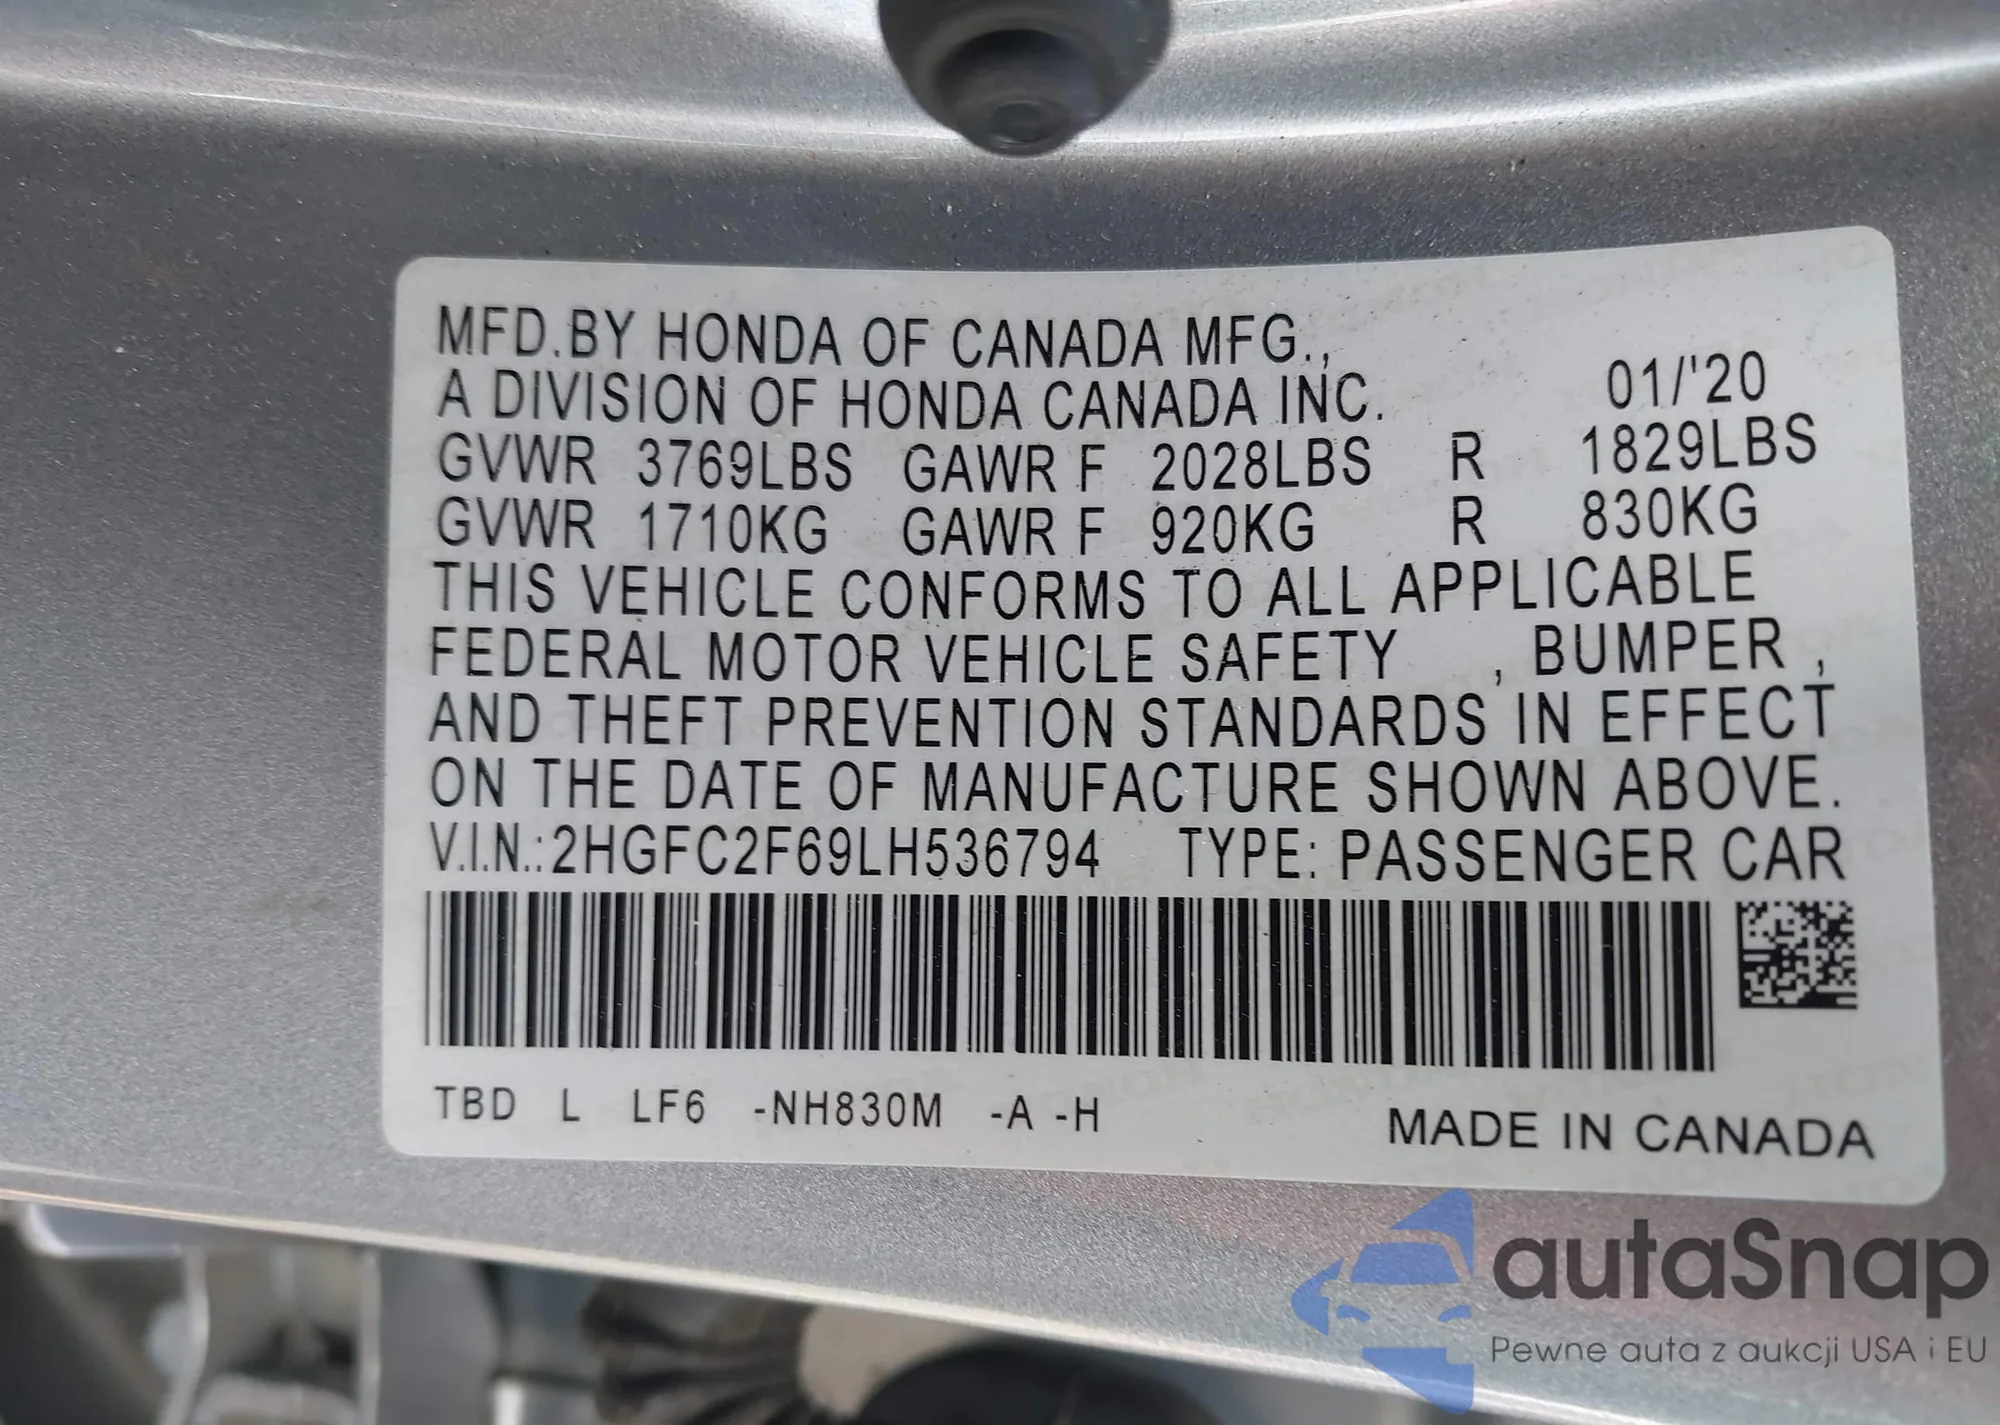 MFD.BY HONDA OF CANADA MFG.,
A DIVISION OF HONDA CANADA INC. 01/'20
GVWR 3769LBS GAWR F 2028LBS R 1829LBS
GVWR 1710KG GAWR F 920KG R 830KG
THIS VEHICLE CONFORMS TO ALL APPLICABLE
FEDERAL MOTOR VEHICLE SAFETY , BUMPER ,
AND THEFT PREVENTION STANDARDS IN EFFECT
ON THE DATE OF MANUFACTURE SHOWN ABOVE.
V.I.N.:2HGFC2F69LH536794 TYPE: PASSENGER CAR
TBD L LF6 -NH830M -A -H MADE IN CANADA
autaSnap
Pewne auta z aukcji USA i EU